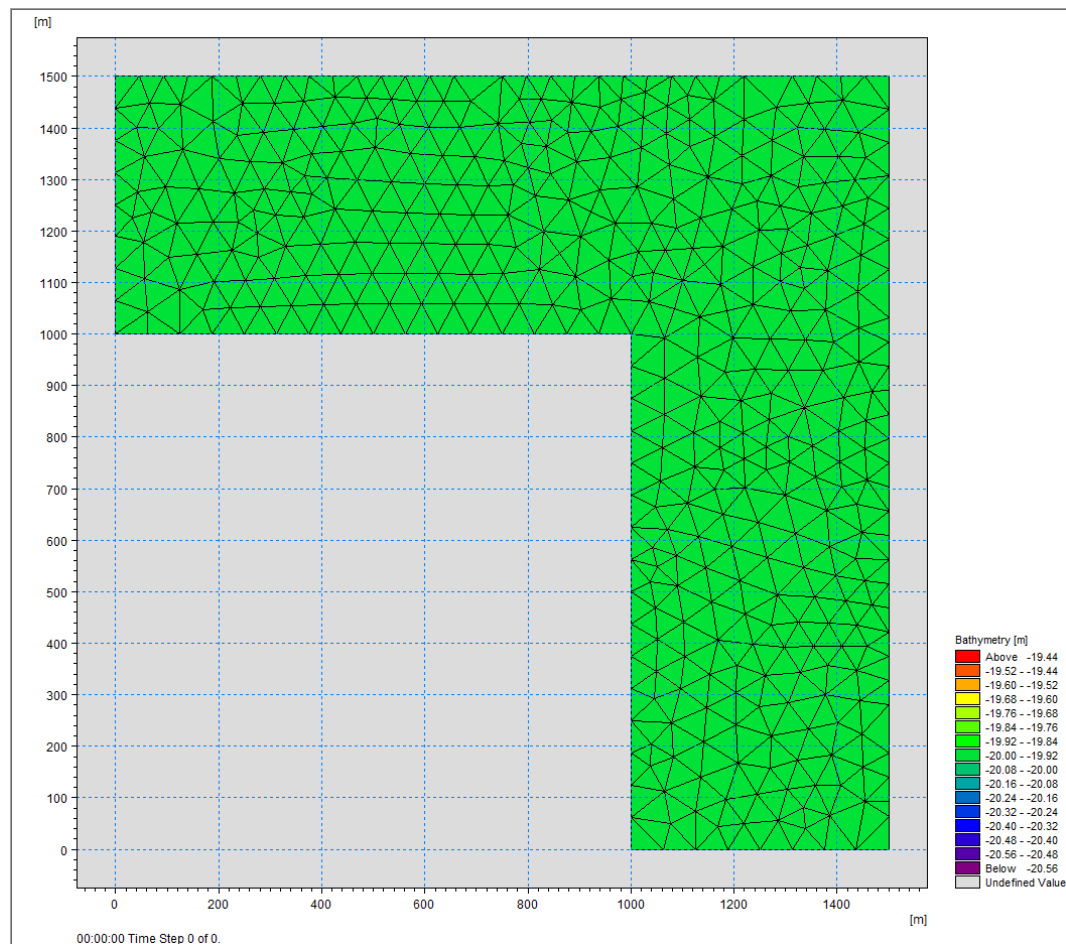 [m]
1500
1400
1300
1200
1100
1000
900
800
700
600
500
400
300
200
100
0
0 200 400 600 800 1000 1200 1400
[m]
00:00:00 Time Step 0 of 0.
Bathymetry [m]
Above -19.44
-19.52 - -19.44
-19.60 - -19.52
-19.68 - -19.60
-19.76 - -19.68
-19.84 - -19.76
-19.92 - -19.84
-20.00 - -19.92
-20.08 - -20.00
-20.16 - -20.08
-20.24 - -20.16
-20.32 - -20.24
-20.40 - -20.32
-20.48 - -20.40
-20.56 - -20.48
Below -20.56
Undefined Value